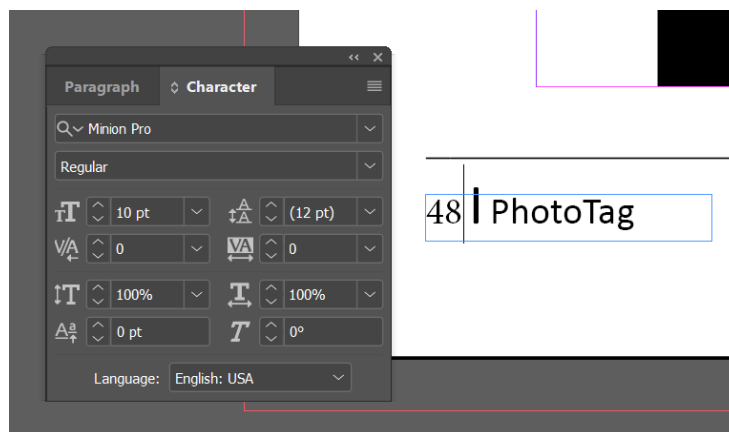 Paragraph Character
Minion Pro
Regular
10 pt (12 pt)
0 0
100% 100%
0 pt 0°
Language: English: USA
48 | PhotoTag